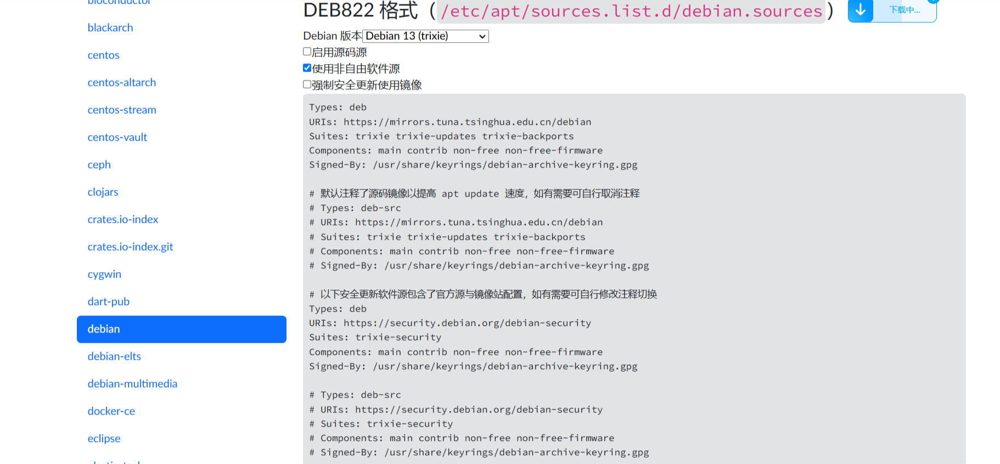 bioconductor
blackarch
centos
centos-altarch
centos-stream
centos-vault
ceph
clojars
crates.io-index
crates.io-index.git
cygwin
dart-pub
debian
debian-elts
debian-multimedia
docker-ce
eclipse
DEB822 格式（/etc/apt/sources.list.d/debian.sources）
下载中...
Debian 版本 Debian 13 (trixie)
启用源码源
使用非自由软件源
强制安全更新使用镜像
Types: deb
URIs: https://mirrors.tuna.tsinghua.edu.cn/debian
Suites: trixie trixie-updates trixie-backports
Components: main contrib non-free non-free-firmware
Signed-By: /usr/share/keyrings/debian-archive-keyring.gpg
# 默认注释了源码镜像以提高 apt update 速度，如有需要可自行取消注释
# Types: deb-src
# URIs: https://mirrors.tuna.tsinghua.edu.cn/debian
# Suites: trixie trixie-updates trixie-backports
# Components: main contrib non-free non-free-firmware
# Signed-By: /usr/share/keyrings/debian-archive-keyring.gpg
# 以下安全更新软件源包含了官方源与镜像站配置，如有需要可自行修改注释切换
Types: deb
URIs: https://security.debian.org/debian-security
Suites: trixie-security
Components: main contrib non-free non-free-firmware
Signed-By: /usr/share/keyrings/debian-archive-keyring.gpg
# Types: deb-src
# URIs: https://security.debian.org/debian-security
# Suites: trixie-security
# Components: main contrib non-free non-free-firmware
# Signed-By: /usr/share/keyrings/debian-archive-keyring.gpg